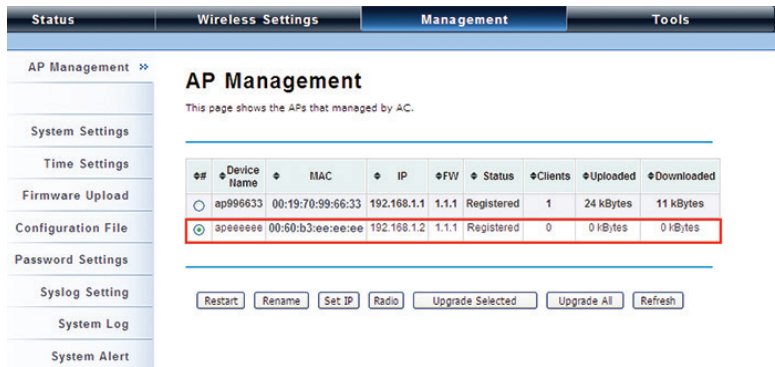 Status Wireless Settings Management Tools
AP Management »
System Settings
Time Settings
Firmware Upload
Configuration File
Password Settings
Syslog Setting
System Log
System Alert
AP Management
This page shows the APs that managed by AC.
# Device Name MAC IP FW Status Clients Uploaded Downloaded
ap996633 00:19:70:99:66:33 192.168.1.1 1.1.1 Registered 1 24 kBytes 11 kBytes
apeeeeee 00:60:b3:ee:ee:ee 192.168.1.2 1.1.1 Registered 0 0 kBytes 0 kBytes
Restart Rename Set IP Radio Upgrade Selected Upgrade All Refresh